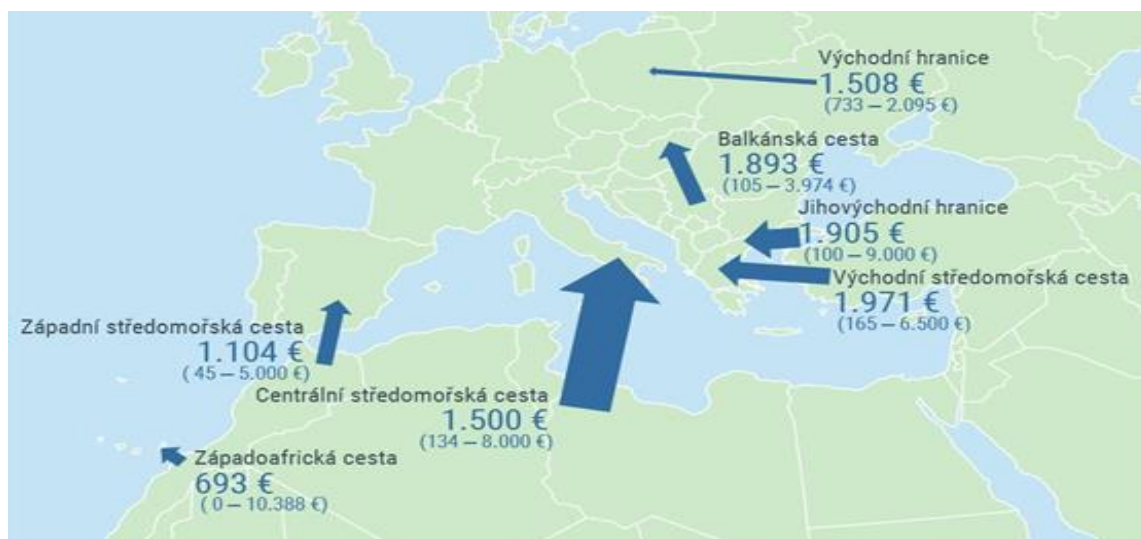 Východní hranice
1.508 €
(733 – 2.095 €)
Balkánská cesta
1.893 €
(105 – 3.974 €)
Jihovýchodní hranice
1.905 €
(100 – 9.000 €)
Východní středomořská cesta
1.971 €
(165 – 6.500 €)
Západní středomořská cesta
1.104 €
( 45 – 5.000 €)
Centrální středomořská cesta
1.500 €
(134 – 8.000 €)
Západoafrická cesta
693 €
( 0 – 10.388 €)